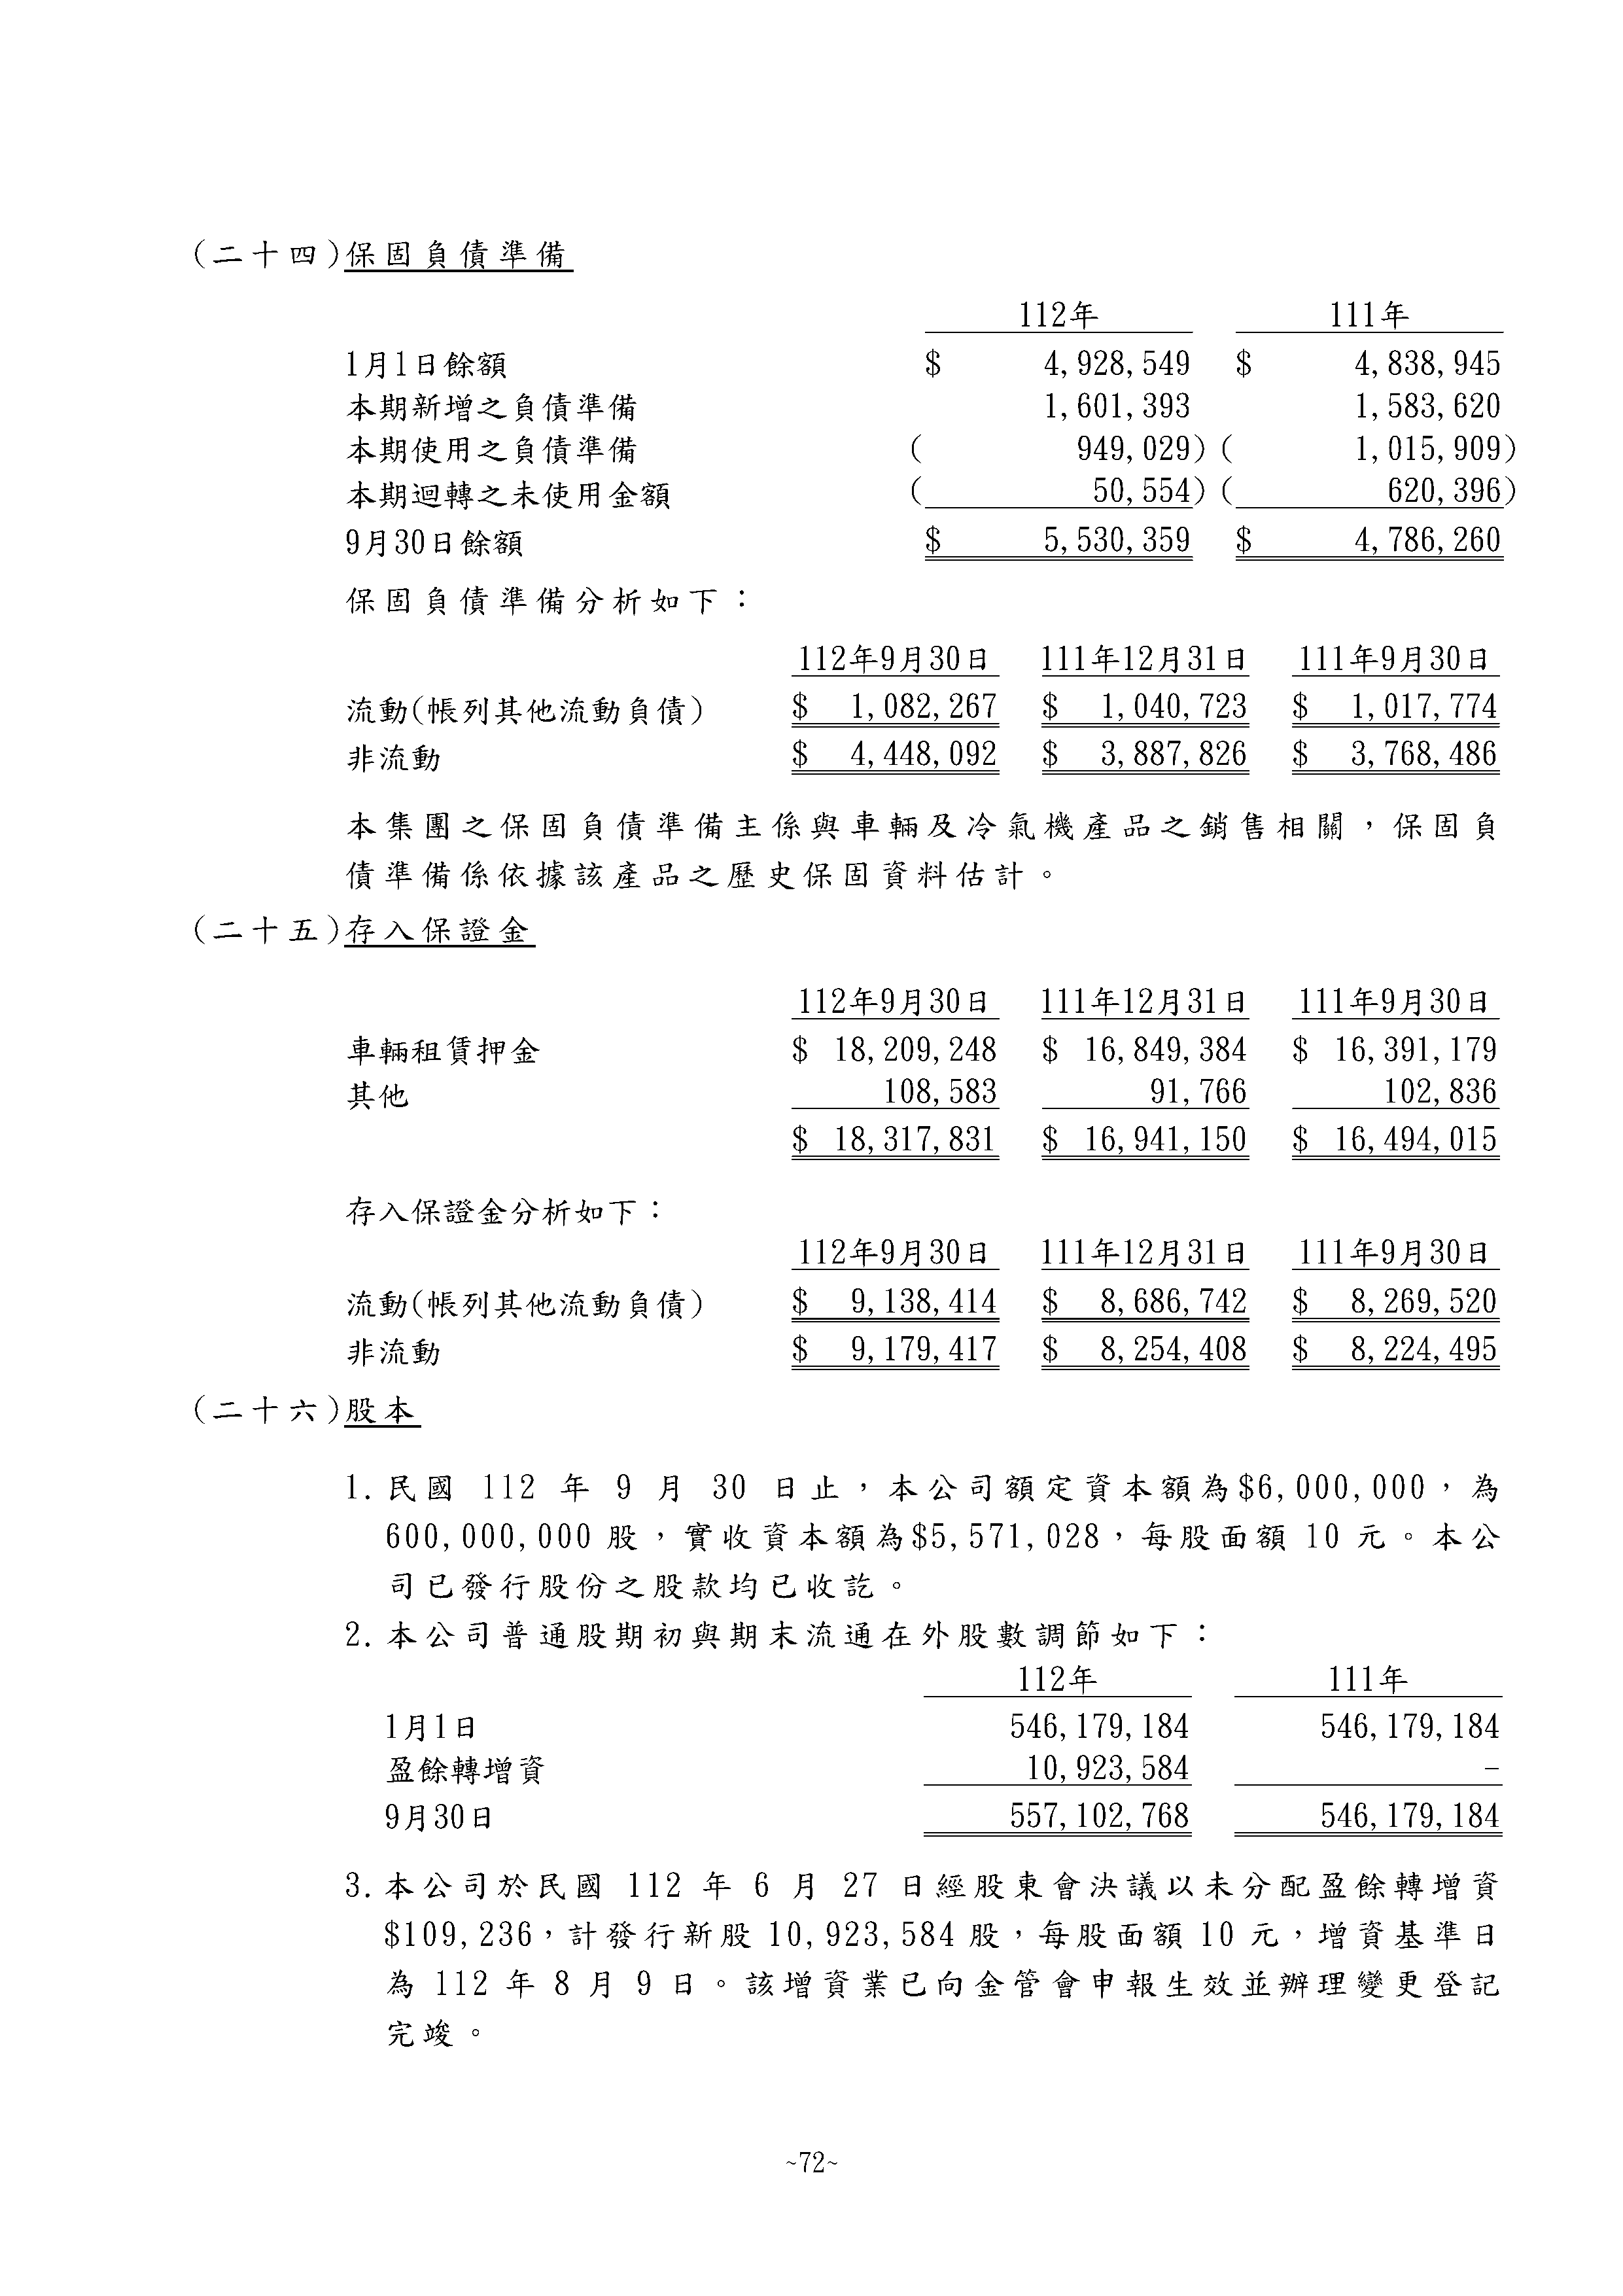 (二十四)保固負債準備
112年 111年
1月1日餘額 $ 4,928,549 $ 4,838,945
本期新增之負債準備 1,601,393 1,583,620
本期使用之負債準備 ( 949,029) ( 1,015,909)
本期迴轉之未使用金額 ( 50,554) ( 620,396)
9月30日餘額 $ 5,530,359 $ 4,786,260
保固負債準備分析如下：
112年9月30日 111年12月31日 111年9月30日
流動(帳列其他流動負債) $ 1,082,267 $ 1,040,723 $ 1,017,774
非流動 $ 4,448,092 $ 3,887,826 $ 3,768,486
本集團之保固負債準備主係與車輛及冷氣機產品之銷售相關，保固負
債準備係依據該產品之歷史保固資料估計。
(二十五)存入保證金
112年9月30日 111年12月31日 111年9月30日
車輛租賃押金 $ 18,209,248 $ 16,849,384 $ 16,391,179
其他 108,583 91,766 102,836
$ 18,317,831 $ 16,941,150 $ 16,494,015
存入保證金分析如下：
112年9月30日 111年12月31日 111年9月30日
流動(帳列其他流動負債) $ 9,138,414 $ 8,686,742 $ 8,269,520
非流動 $ 9,179,417 $ 8,254,408 $ 8,224,495
(二十六)股本
1. 民國 112 年 9 月 30 日止，本公司額定資本額為$6,000,000，為
600,000,000 股，實收資本額為$5,571,028，每股面額 10 元。本公
司已發行股份之股款均已收訖。
2. 本公司普通股期初與期末流通在外股數調節如下：
112年 111年
1月1日 546,179,184 546,179,184
盈餘轉增資 10,923,584 -
9月30日 557,102,768 546,179,184
3. 本公司於民國 112 年 6 月 27 日經股東會決議以未分配盈餘轉增資
$109,236，計發行新股 10,923,584 股，每股面額 10 元，增資基準日
為 112 年 8 月 9 日。該增資業已向金管會申報生效並辦理變更登記
完竣。
~72~